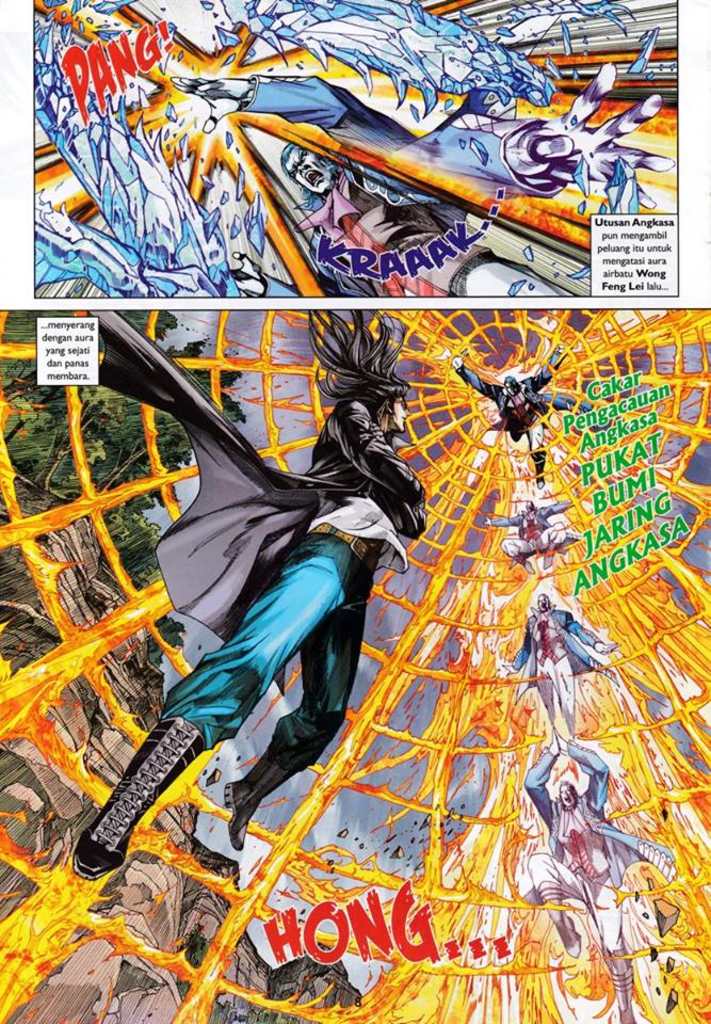 PANG!
KRAAAK...
Utusan Angkasa
pun mengambil
peluang itu untuk
mengatasi aura
airbatu Wong
Feng Lei lalu...
...menyerang
dengan aura
yang sejati
dan panas
membara.
Cakar
Pengacauan
Angkasa
PUKAT
BUMI
JARING
ANGKASA
HONG...
8